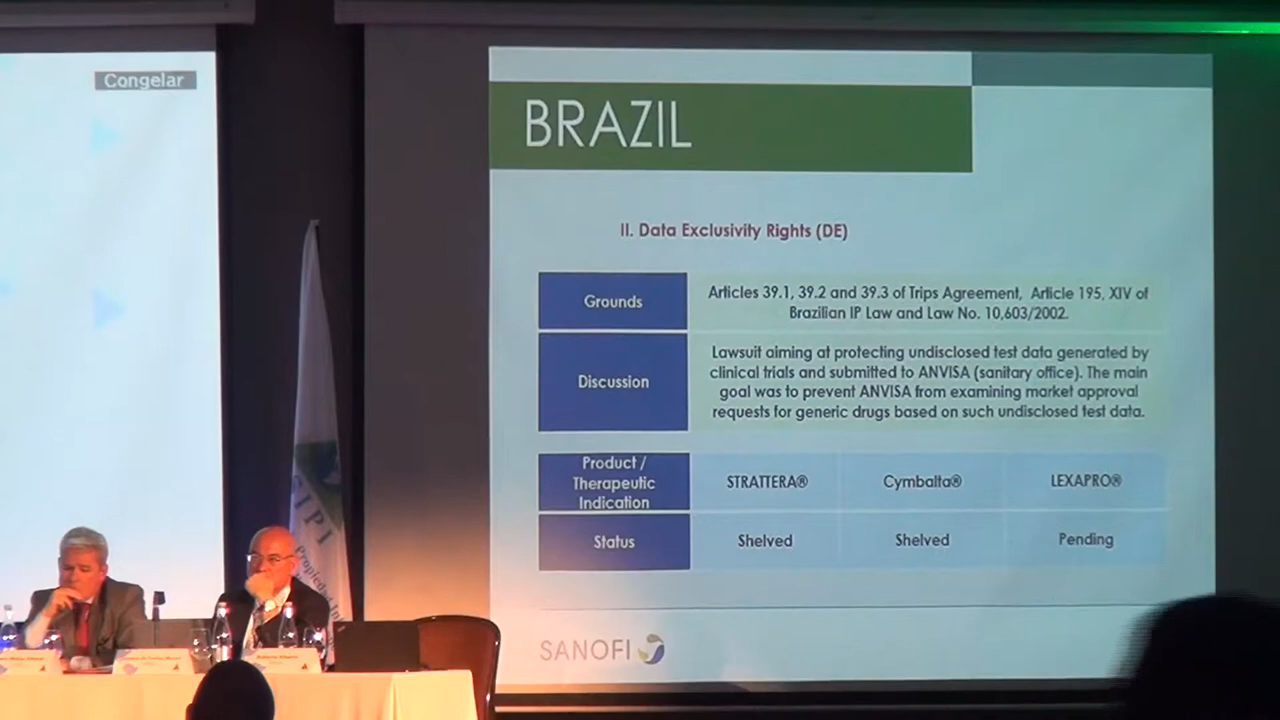 Congelar
BRAZIL
II. Data Exclusivity Rights (DE)
Grounds
Articles 39.1, 39.2 and 39.3 of Trips Agreement, Article 195, XIV of
Brazilian IP Law and Law No. 10,603/2002.
Discussion
Lawsuit aiming at protecting undisclosed test data generated by
clinical trials and submitted to ANVISA (sanitary office). The main
goal was to prevent ANVISA from examining market approval
requests for generic drugs based on such undisclosed test data.
Product /
Therapeutic
Indication
STRATTERA®
Cymbalta®
LEXAPRO®
Status
Shelved
Shelved
Pending
SANOFI
IPI
Propiedad